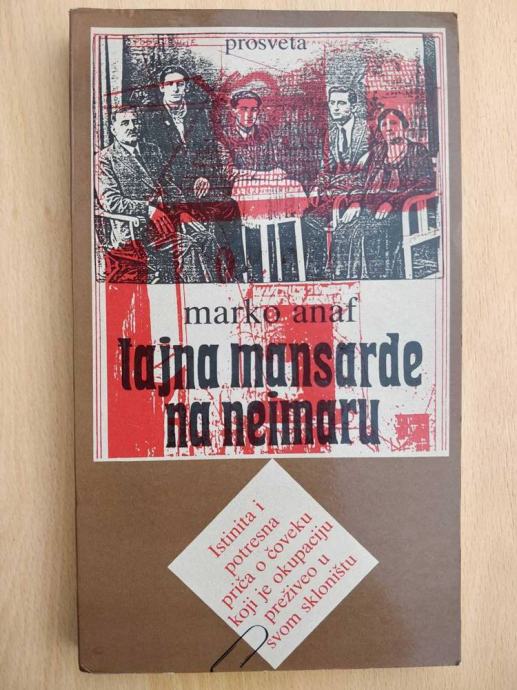 prosveta
marko anaf
tajna mansarde
na neimaru
Istinita i
potresna
priča o čoveku
koji je okupaciju
preživeo u
svom skloništu